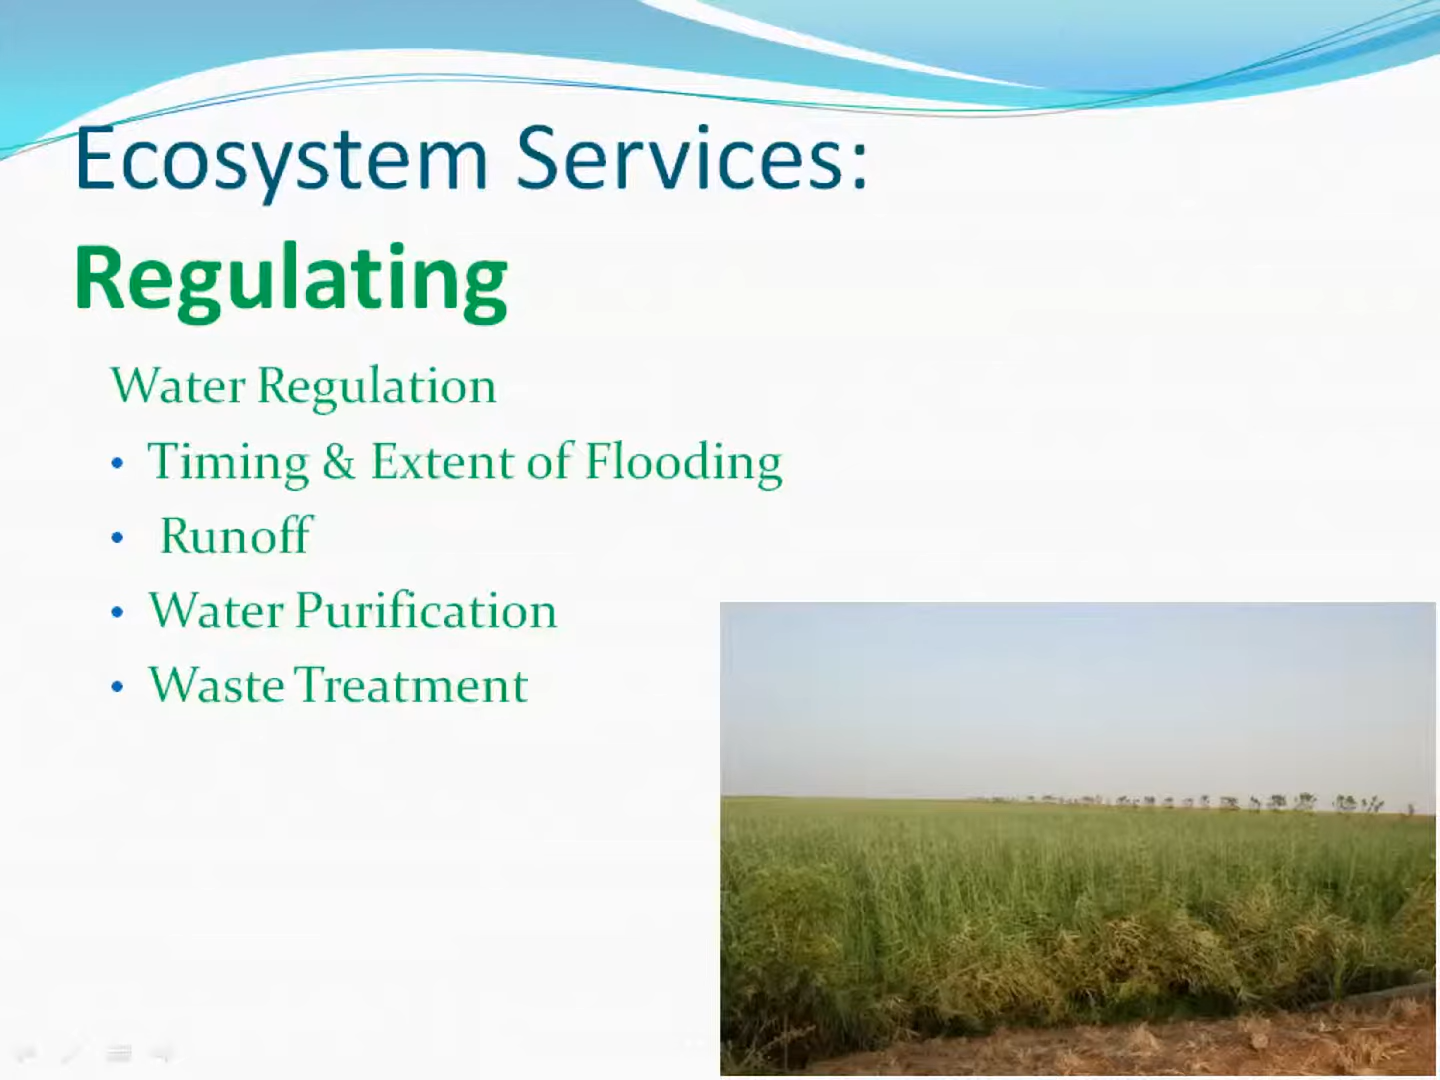 Ecosystem Services:
Regulating
Water Regulation
• Timing & Extent of Flooding
• Runoff
• Water Purification
• Waste Treatment